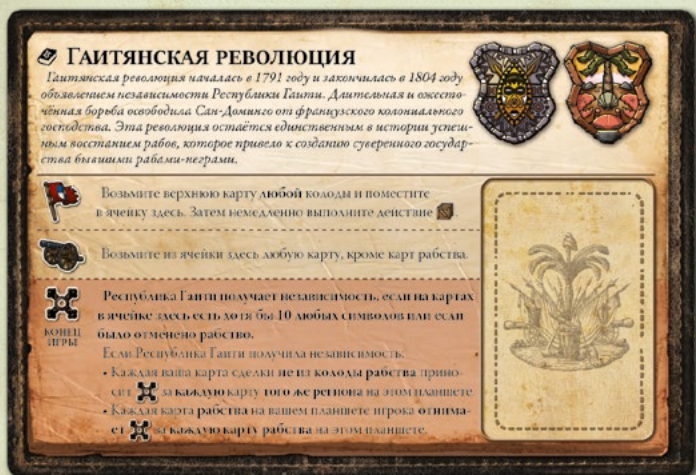 ГАИТЯНСКАЯ РЕВОЛЮЦИЯ
Гаитянская революция началась в 1791 году и закончилась в 1804 году
объявлением независимости Республики Гаити. Длительная и ожесто-
чённая борьба освободила Сан-Доминго от французского колониального
господства. Эта революция остаётся единственным в истории успеш-
ным восстанием рабов, которое привело к созданию суверенного государ-
ства бывшими рабами-неграми.
Возьмите верхнюю карту любой колоды и поместите
в ячейку здесь. Затем немедленно выполните действие .
Возьмите из ячейки здесь любую карту, кроме карт рабства.
КОНЕЦ
ИГРЫ
Республика Гаити получает независимость, если на картах
в ячейке здесь есть хотя бы 10 любых символов или если
было отменено рабство.
Если Республика Гаити получила независимость:
• Каждая ваша карта сделки не из колоды рабства прино-
сит за каждую карту того же региона на этом планшете.
• Каждая карта рабства на вашем планшете игрока отнима-
ет за каждую карту рабства на этом планшете.